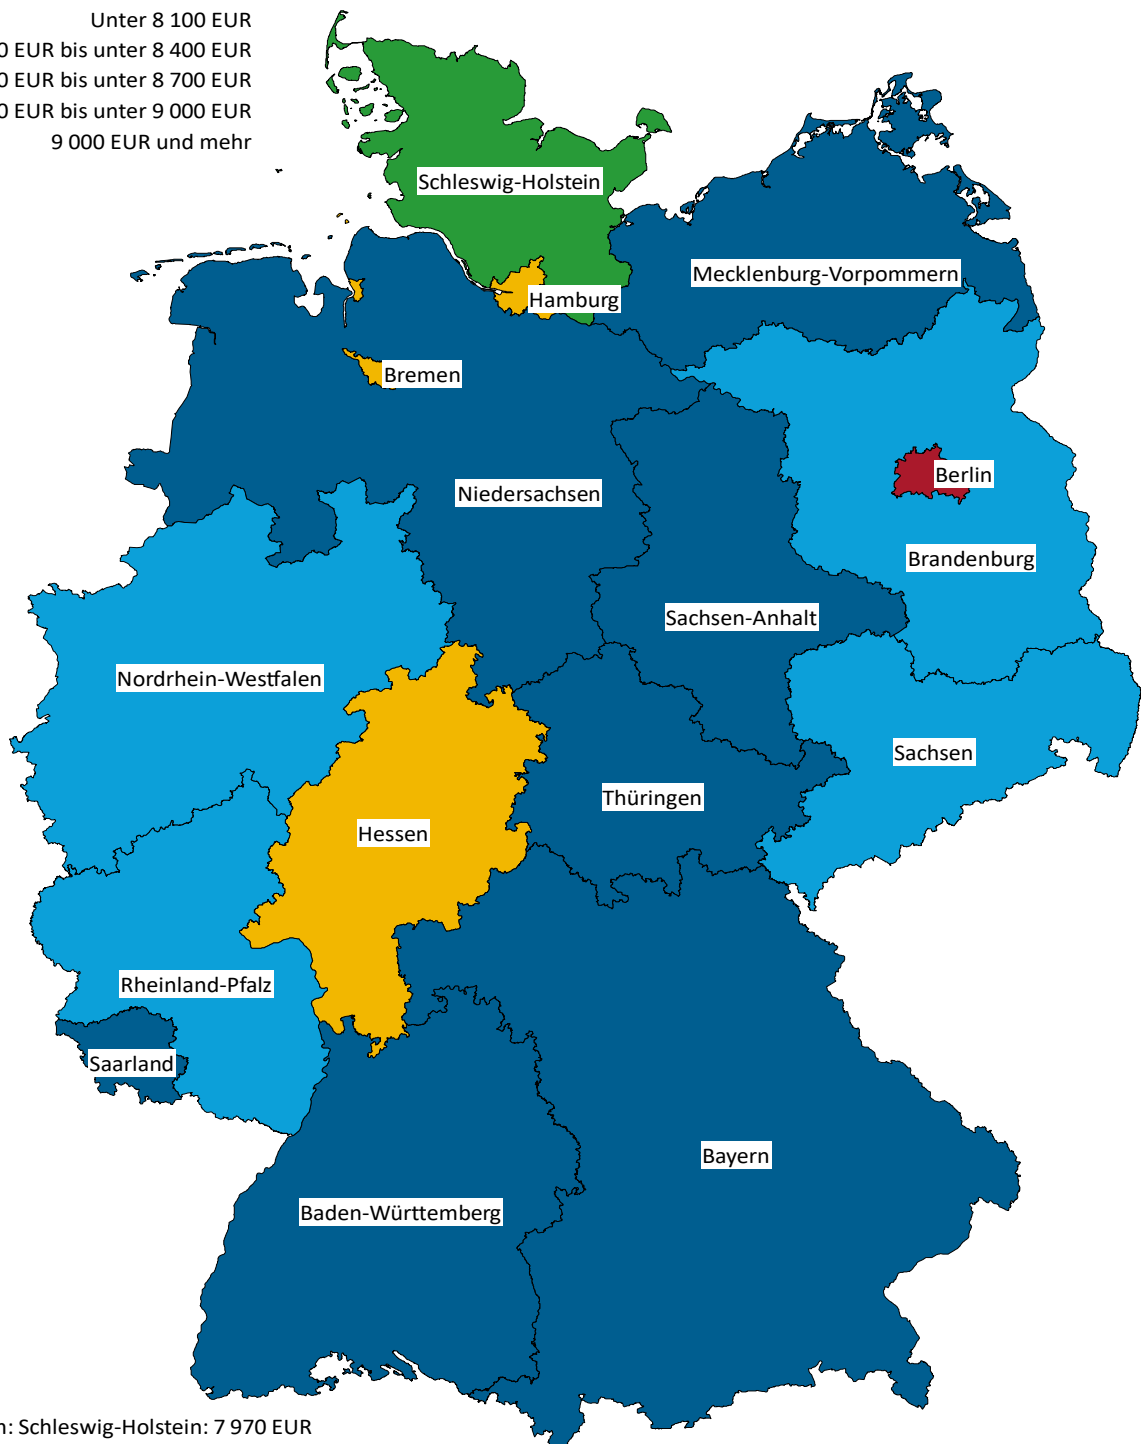 Unter 8 100 EUR
0 EUR bis unter 8 400 EUR
0 EUR bis unter 8 700 EUR
0 EUR bis unter 9 000 EUR
9 000 EUR und mehr
Schleswig-Holstein
Mecklenburg-Vorpommern
Hamburg
Bremen
Berlin
Niedersachsen
Brandenburg
Sachsen-Anhalt
Nordrhein-Westfalen
Sachsen
Thüringen
Hessen
Rheinland-Pfalz
Saarland
Bayern
Baden-Württemberg
Schleswig-Holstein: 7 970 EUR